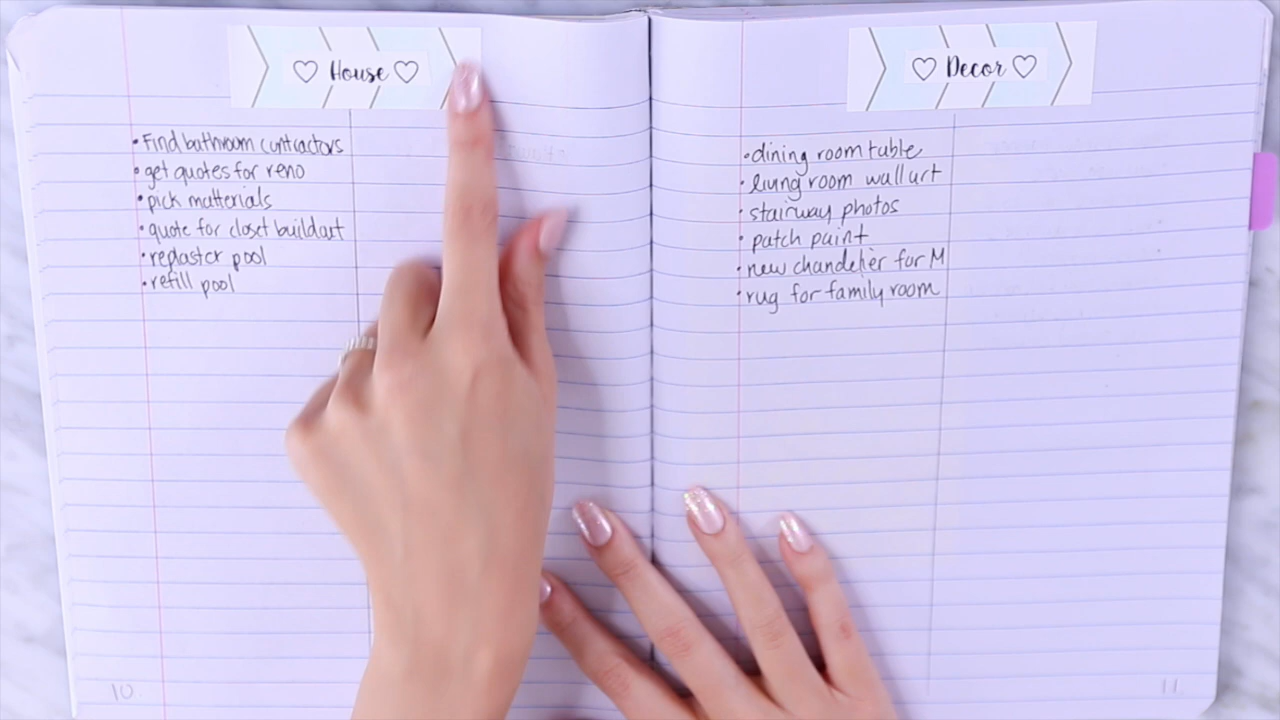 ♡ House ♡
• Find bathroom contractors
• get quotes for reno
• pick matterials
• quote for closet buildout
• replaster pool
• refill pool
10
♡ Decor ♡
• dining room table
• living room wall art
• stairway photos
• patch paint
• new chandelier for M
• rug for family room
11